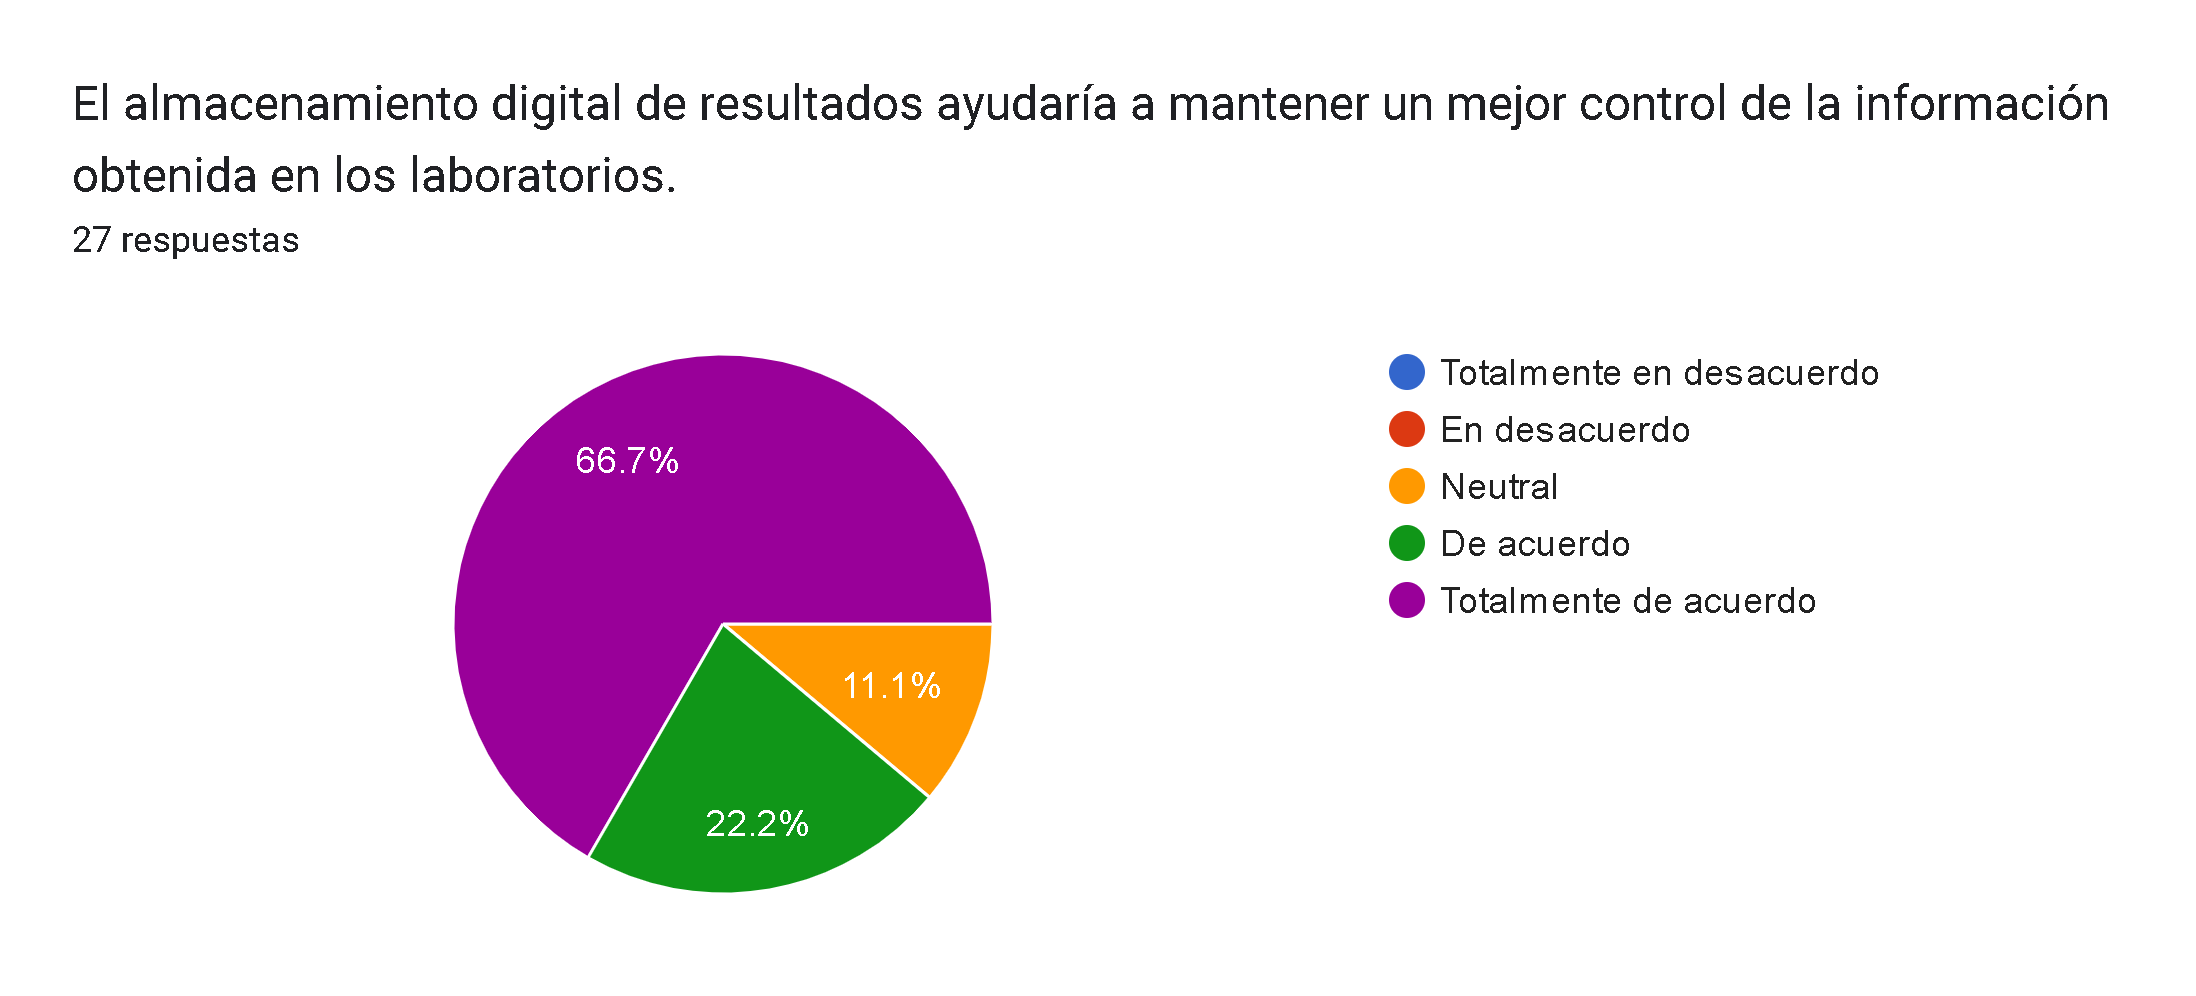 El almacenamiento digital de resultados ayudaría a mantener un mejor control de la información
obtenida en los laboratorios.
27 respuestas
66.7%
11.1%
22.2%
Totalmente en desacuerdo
En desacuerdo
Neutral
De acuerdo
Totalmente de acuerdo